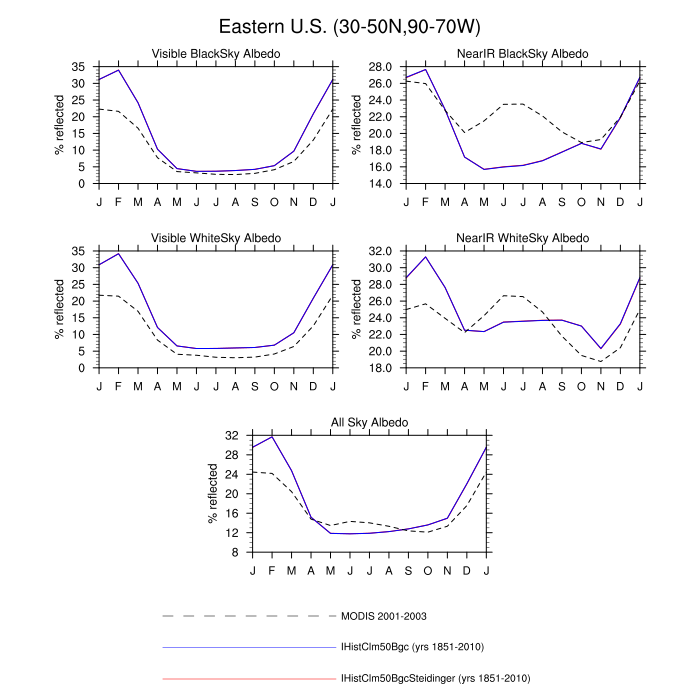 Eastern U.S. (30-50N,90-70W)
Visible BlackSky Albedo
% reflected
35
30
25
20
15
10
5
0
J F M A M J J A S O N D J
NearIR BlackSky Albedo
% reflected
28.0
26.0
24.0
22.0
20.0
18.0
16.0
14.0
J F M A M J J A S O N D J
Visible WhiteSky Albedo
% reflected
35
30
25
20
15
10
5
0
J F M A M J J A S O N D J
NearIR WhiteSky Albedo
% reflected
32.0
30.0
28.0
26.0
24.0
22.0
20.0
18.0
J F M A M J J A S O N D J
All Sky Albedo
% reflected
32
28
24
20
16
12
8
J F M A M J J A S O N D J
MODIS 2001-2003
IHistClm50Bgc (yrs 1851-2010)
IHistClm50BgcSteidinger (yrs 1851-2010)